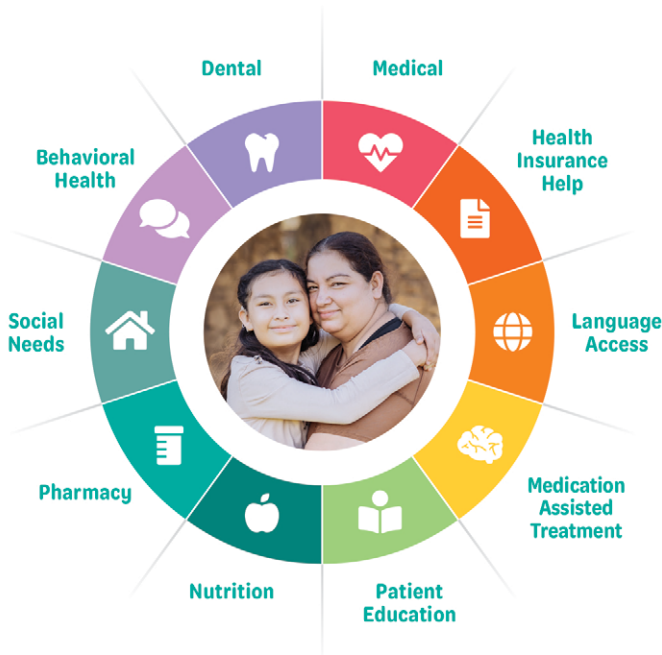 Dental
Medical
Behavioral
Health
Health
Insurance
Help
Social
Needs
Language
Access
Pharmacy
Medication
Assisted
Treatment
Nutrition
Patient
Education